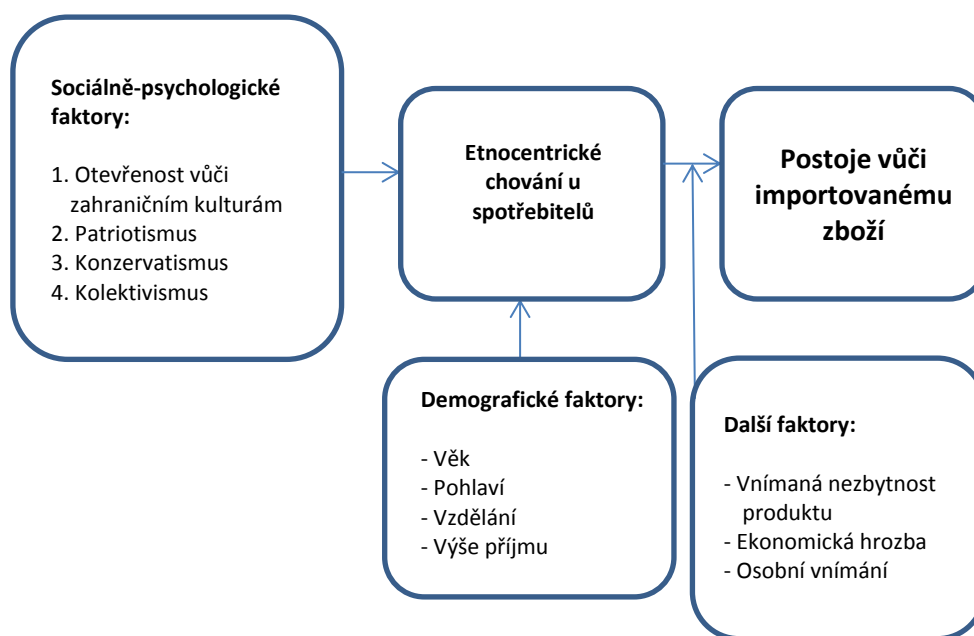 Sociálně-psychologické
faktory:
1. Otevřenost vůči
zahraničním kulturám
2. Patriotismus
3. Konzervatismus
4. Kolektivismus
Etnocentrické
chování u
spotřebitelů
Postoje vůči
importovanému
zboží
Demografické faktory:
- Věk
- Pohlaví
- Vzdělání
- Výše příjmu
Další faktory:
- Vnímaná nezbytnost
produktu
- Ekonomická hrozba
- Osobní vnímání